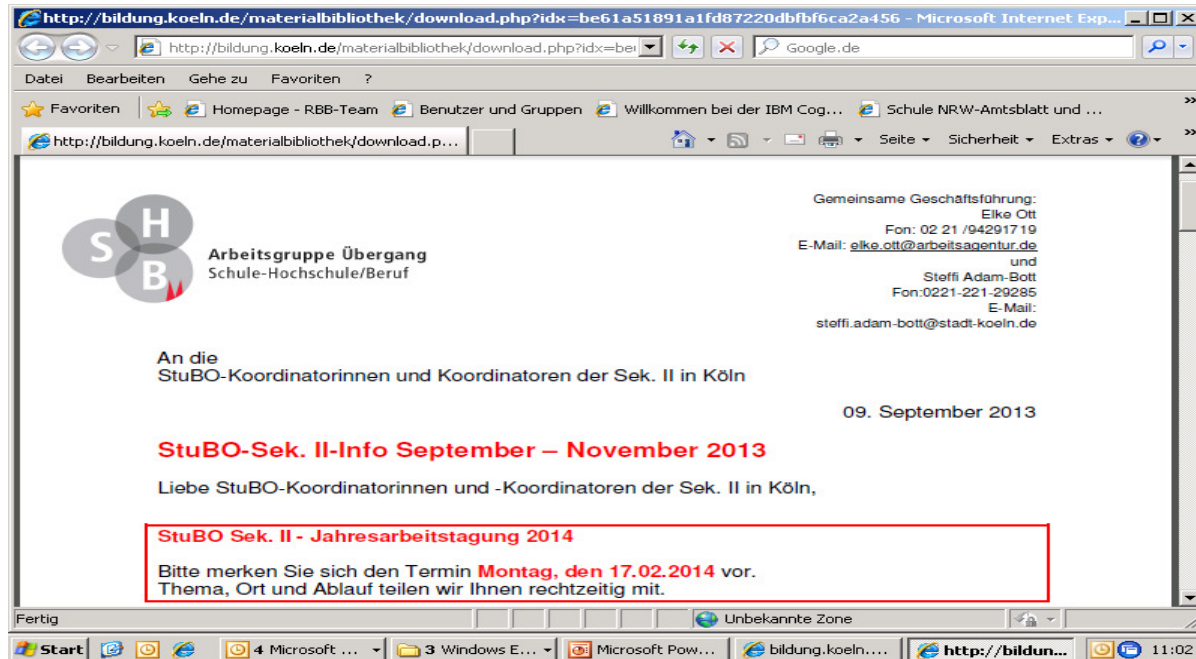 http://bildung.koeln.de/materialbibliothek/download.php?idx=be61a51891a1fd87220dbfbf6ca2a456 - Microsoft Internet Exp...
http://bildung.koeln.de/materialbibliothek/download.php?idx=be
Google.de
Datei Bearbeiten Gehe zu Favoriten ?
Favoriten Homepage - RBB-Team Benutzer und Gruppen Willkommen bei der IBM Cog... Schule NRW-Amtsblatt und ... »
http://bildung.koeln.de/materialbibliothek/download.p... Seite Sicherheit Extras »
Gemeinsame Geschäftsführung:
Elke Ott
Fon: 02 21 /94291719
E-Mail: elke.ott@arbeitsagentur.de
und
Steffi Adam-Bott
Fon:0221-221-29285
E-Mail:
steffi.adam-bott@stadt-koeln.de
S H B
Arbeitsgruppe Übergang
Schule-Hochschule/Beruf
An die
StuBO-Koordinatorinnen und Koordinatoren der Sek. II in Köln
09. September 2013
StuBO-Sek. II-Info September – November 2013
Liebe StuBO-Koordinatorinnen und -Koordinatoren der Sek. II in Köln,
StuBO Sek. II - Jahresarbeitstagung 2014
Bitte merken Sie sich den Termin Montag, den 17.02.2014 vor.
Thema, Ort und Ablauf teilen wir Ihnen rechtzeitig mit.
Fertig Unbekannte Zone
Start 4 Microsoft ... 3 Windows E... Microsoft Pow... bildung.koeln.... http://bildun... 11:02